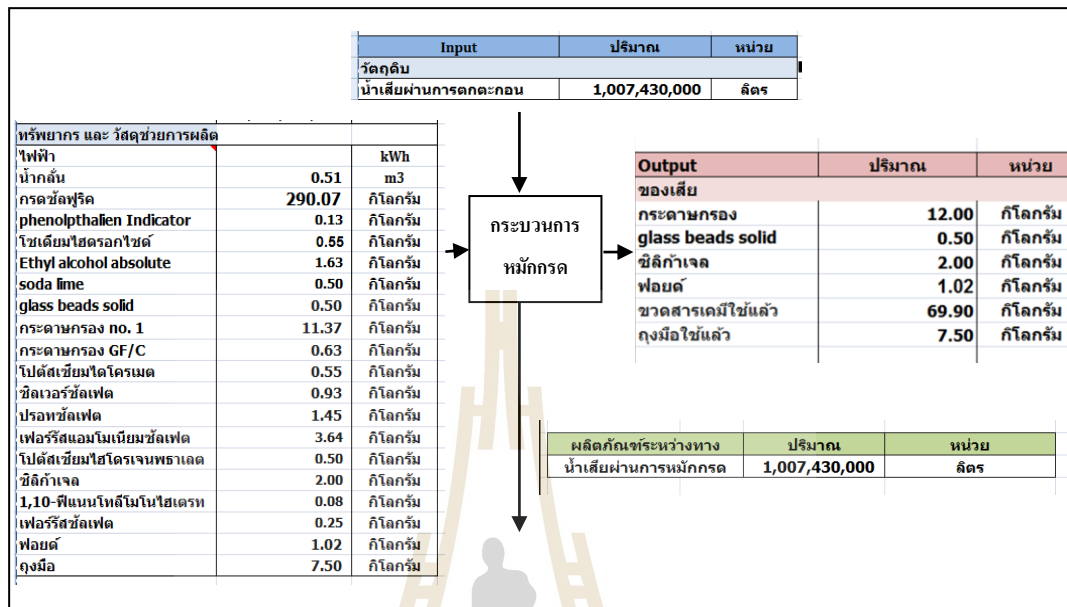 Input ปริมาณ หน่วย
วัตถุดิบ
น้ำเสียผ่านการตกตะกอน 1,007,430,000 ลิตร
ทรัพยากร และ วัสดุช่วยการผลิต
ไฟฟ้า kWh
น้ำกลั่น 0.51 m3
กรดซัลฟูริค 290.07 กิโลกรัม
phenolpthalien Indicator 0.13 กิโลกรัม
โซเดียมไฮดรอกไซด์ 0.55 กิโลกรัม
Ethyl alcohol absolute 1.63 กิโลกรัม
soda lime 0.50 กิโลกรัม
glass beads solid 0.50 กิโลกรัม
กระดาษกรอง no. 1 11.37 กิโลกรัม
กระดาษกรอง GF/C 0.63 กิโลกรัม
โปตัสเซียมไดโครเมต 0.55 กิโลกรัม
ซิลเวอร์ซัลเฟต 0.93 กิโลกรัม
ปรอทซัลเฟต 1.45 กิโลกรัม
เฟอร์รัสแอมโมเนียมซัลเฟต 3.64 กิโลกรัม
โปตัสเซียมไฮโดรเจนพธาเลต 0.50 กิโลกรัม
ซิลิก้าเจล 2.00 กิโลกรัม
1,10-ฟีแนนโทลีโมโนไฮเดรท 0.08 กิโลกรัม
เฟอร์รัสซัลเฟต 0.25 กิโลกรัม
ฟอยด์ 1.02 กิโลกรัม
ถุงมือ 7.50 กิโลกรัม
กระบวนการ
หมักกรด
Output ปริมาณ หน่วย
ของเสีย
กระดาษกรอง 12.00 กิโลกรัม
glass beads solid 0.50 กิโลกรัม
ซิลิก้าเจล 2.00 กิโลกรัม
ฟอยด์ 1.02 กิโลกรัม
ขวดสารเคมีใช้แล้ว 69.90 กิโลกรัม
ถุงมือใช้แล้ว 7.50 กิโลกรัม
ผลิตภัณฑ์ระหว่างทาง ปริมาณ หน่วย
น้ำเสียผ่านการหมักกรด 1,007,430,000 ลิตร